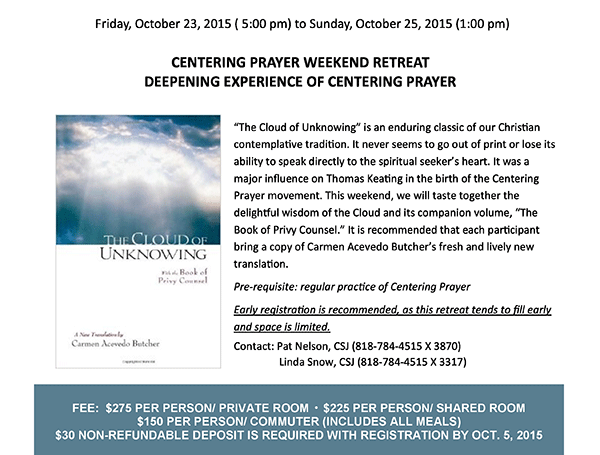 Friday, October 23, 2015 ( 5:00 pm) to Sunday, October 25, 2015 (1:00 pm)
CENTERING PRAYER WEEKEND RETREAT
DEEPENING EXPERIENCE OF CENTERING PRAYER
THE CLOUD OF
UNKNOWING
With the Book of
Privy Counsel
A New Translation by
Carmen Acevedo Butcher
“The Cloud of Unknowing” is an enduring classic of our Christian
contemplative tradition. It never seems to go out of print or lose its
ability to speak directly to the spiritual seeker’s heart. It was a
major influence on Thomas Keating in the birth of the Centering
Prayer movement. This weekend, we will taste together the
delightful wisdom of the Cloud and its companion volume, “The
Book of Privy Counsel.” It is recommended that each participant
bring a copy of Carmen Acevedo Butcher’s fresh and lively new
translation.
Pre-requisite: regular practice of Centering Prayer
Early registration is recommended, as this retreat tends to fill early
and space is limited.
Contact: Pat Nelson, CSJ (818-784-4515 X 3870)
Linda Snow, CSJ (818-784-4515 X 3317)
FEE: $275 PER PERSON/ PRIVATE ROOM • $225 PER PERSON/ SHARED ROOM
$150 PER PERSON/ COMMUTER (INCLUDES ALL MEALS)
$30 NON-REFUNDABLE DEPOSIT IS REQUIRED WITH REGISTRATION BY OCT. 5, 2015